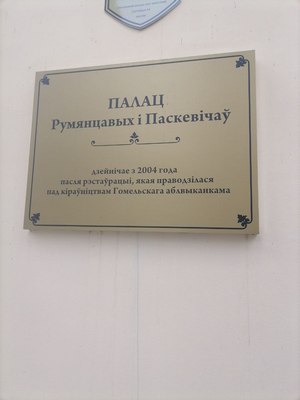 ПАЛАЦ
Румянцавых і Паскевічаў
дзейнічае з 2004 года
пасля рэстаўрацыі, якая праводзілася
пад кіраўніцтвам Гомельскага аблвыканкама